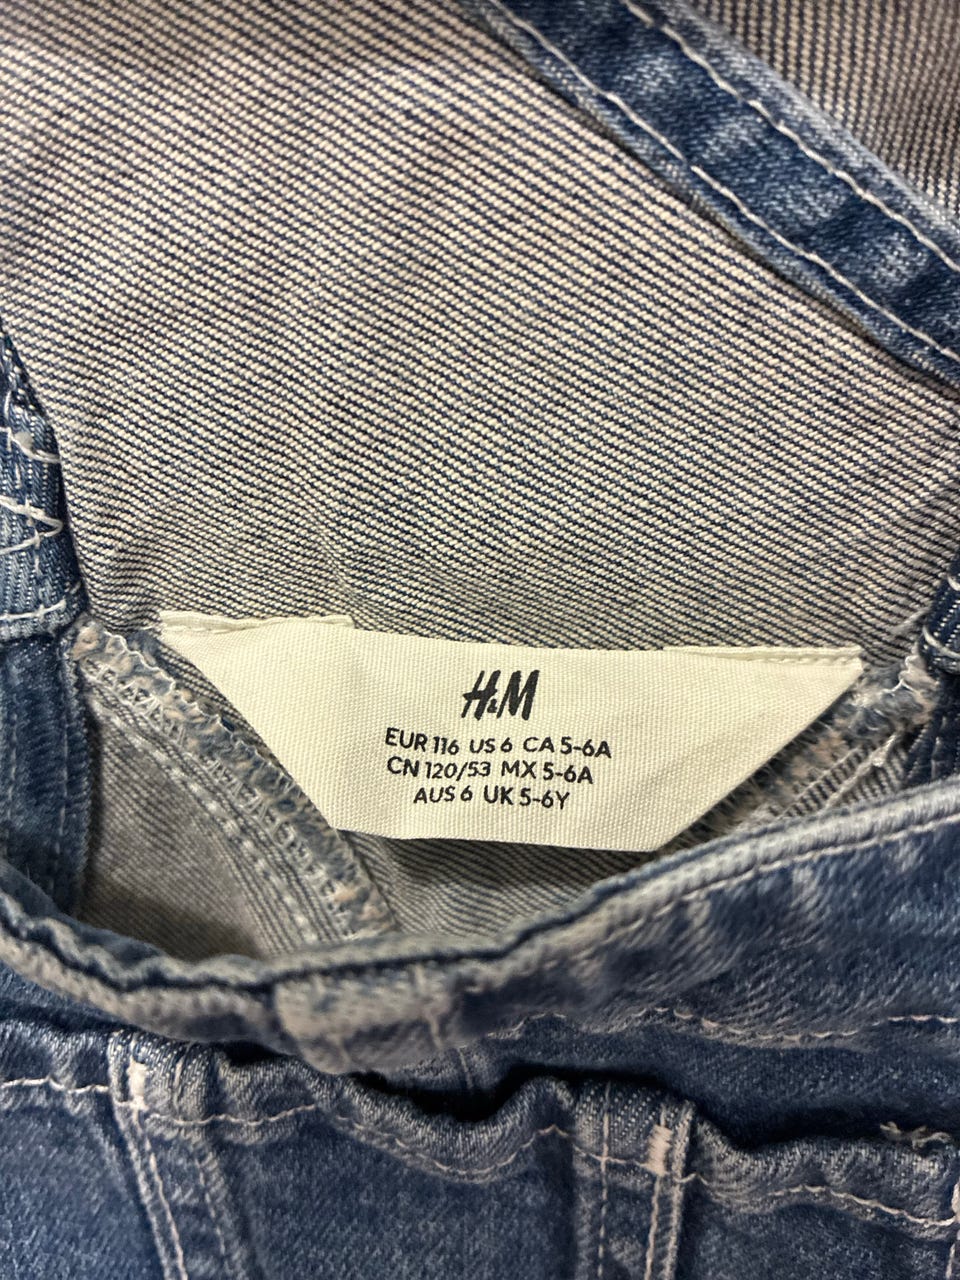 H&M
EUR 116 US 6 CA 5-6A
CN 120/53 MX 5-6A
AUS 6 UK 5-6Y